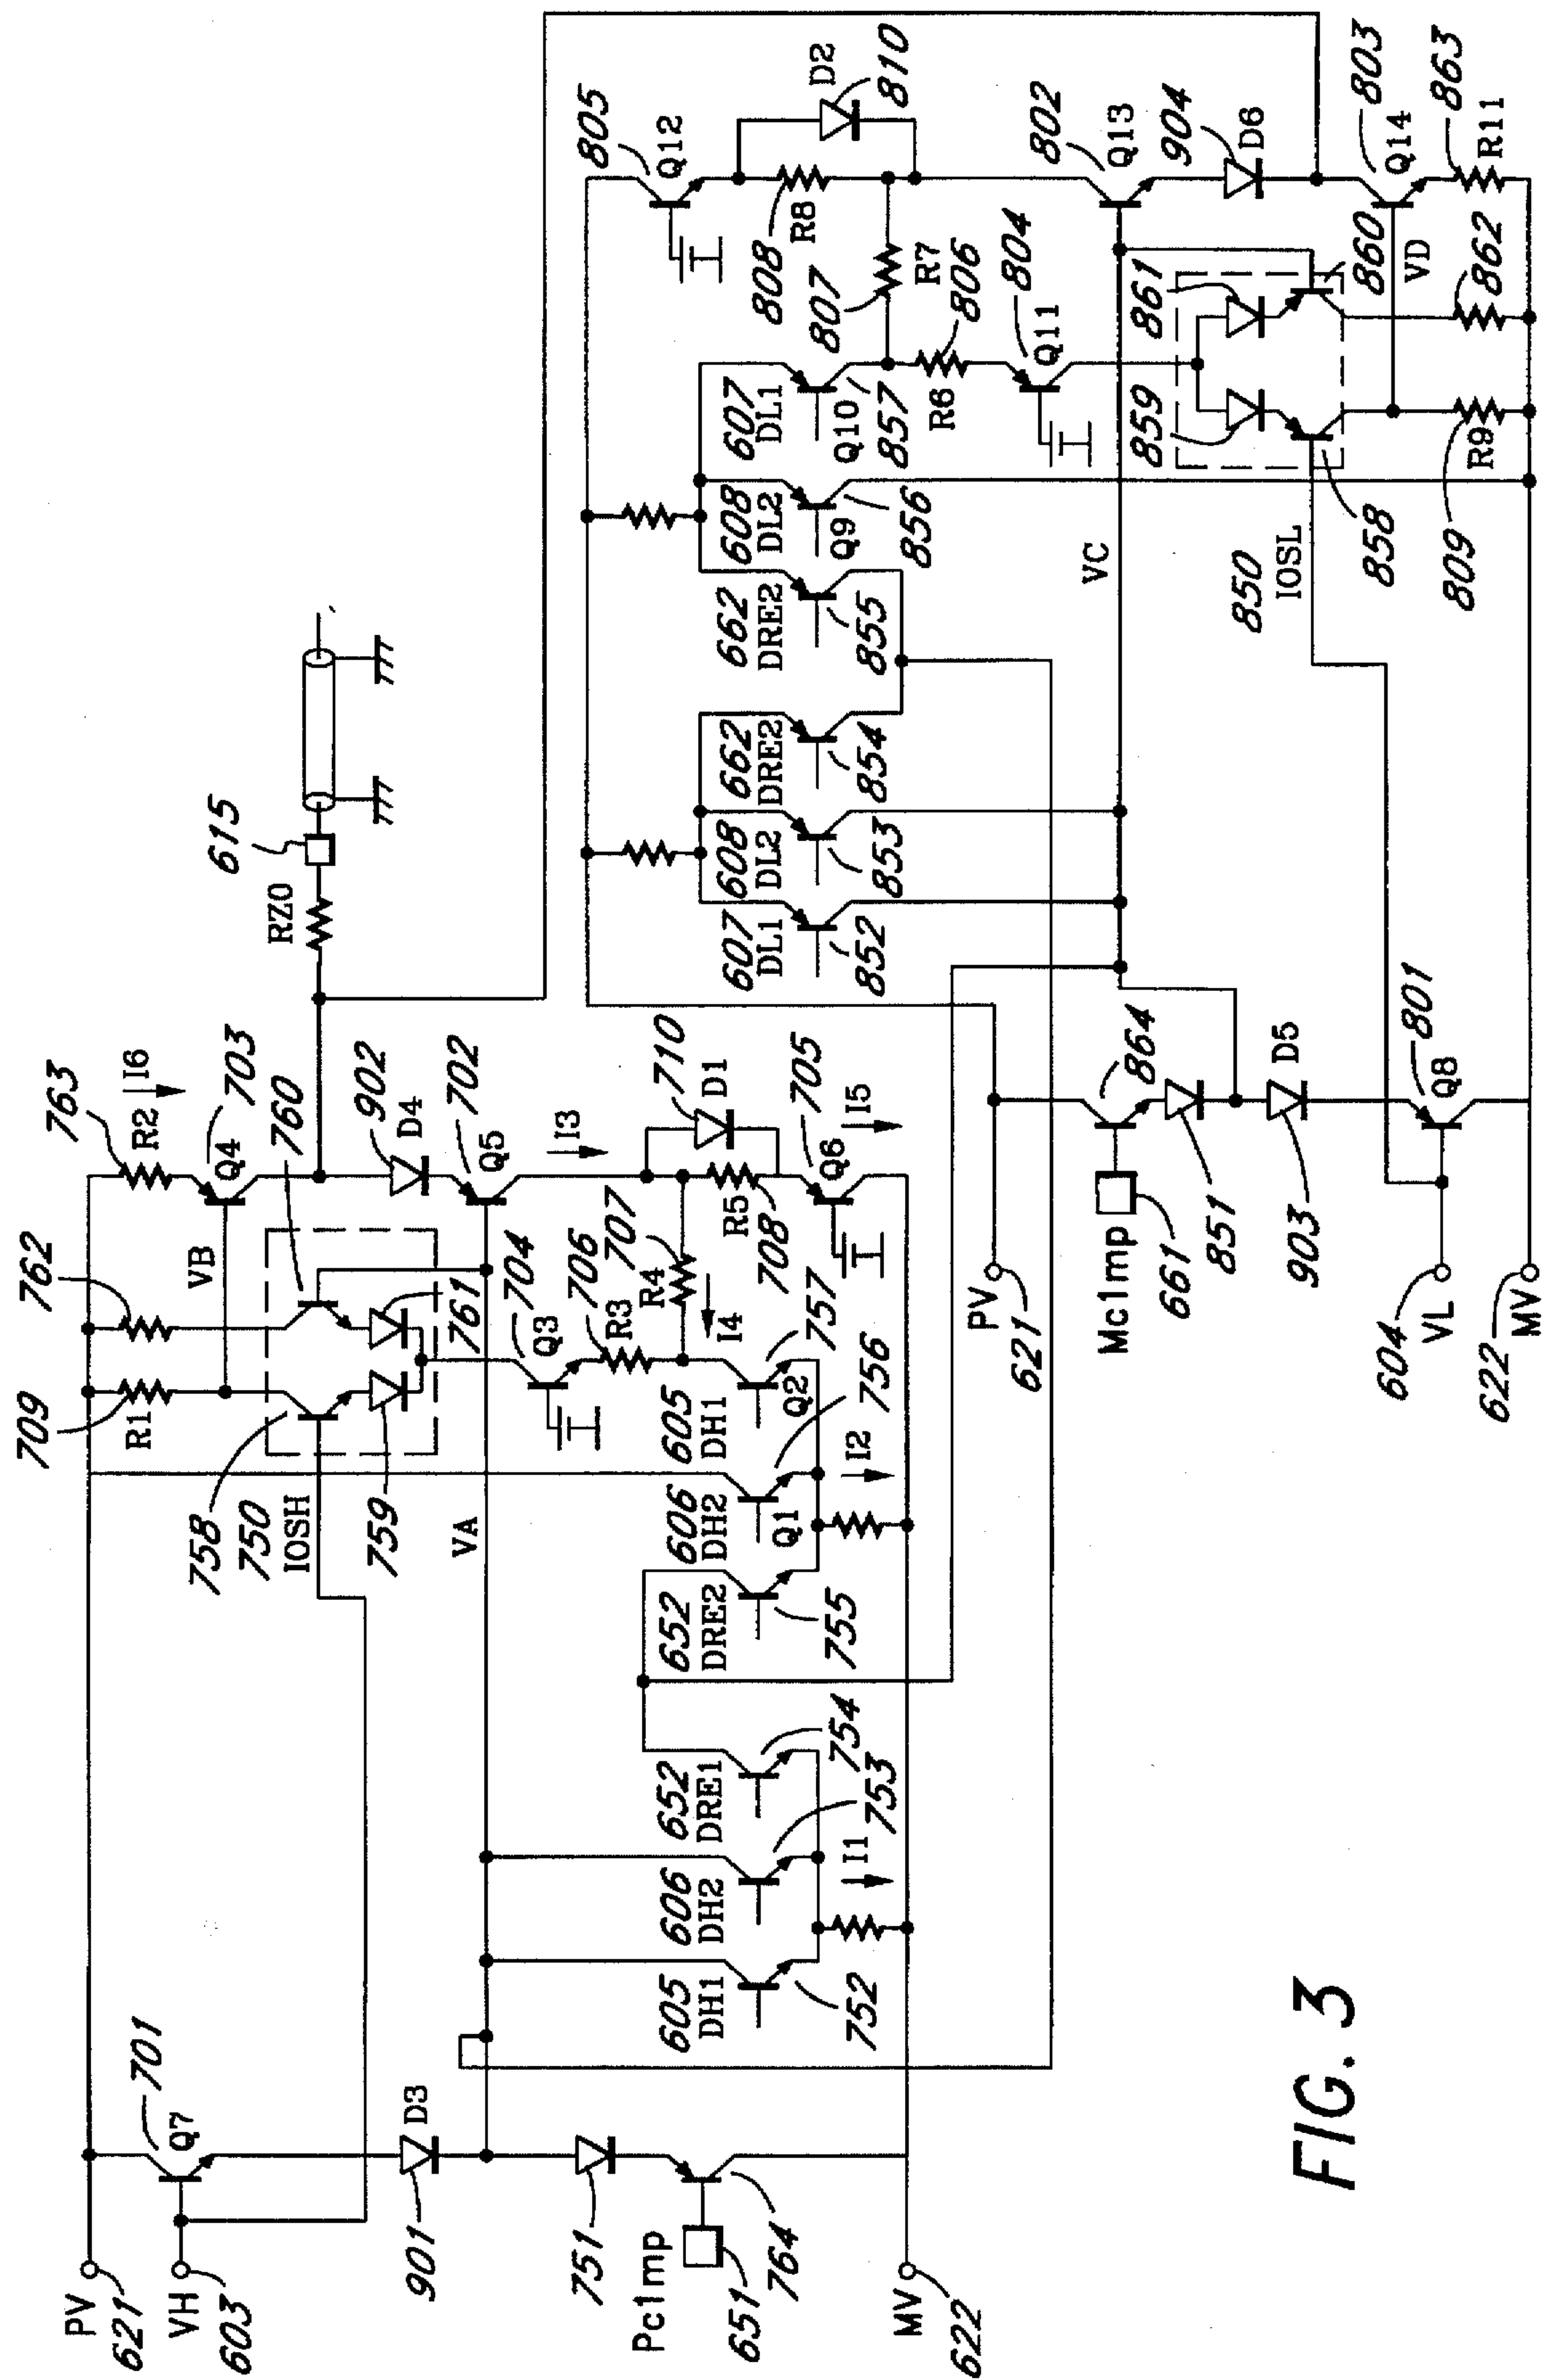 PV
621
VH
603
701
Q7
901
D3
751
Pclmp
651
764
MV
622
605
DH1
752
606
DH2
753
652
DRE1
754
I1
652
DRE2
755
606
DH2
Q1
756
I2
605
DH1
Q2
757
VA
758
750
IOSH
759
709
R1
762
VB
760
761
763
R2
I6
Q4
703
902
D4
702
Q5
I3
704
Q3
706
R3
707
R4
I4
R5
708
710
D1
705
Q6
I5
RZ0
615
PV
621
Mclmp
661
864
851
903
D5
604
VL
801
Q8
622
MV
607
DL1
852
608
DL2
853
662
DRE2
854
662
DRE2
855
608
DL2
Q9
856
607
DL1
Q10
857
VC
805
Q12
D2
810
808
R8
807
R7
806
R6
804
Q11
802
Q13
904
D6
803
Q14
863
R11
859
861
860
VD
862
850
IOSL
858
809
R9
FIG. 3